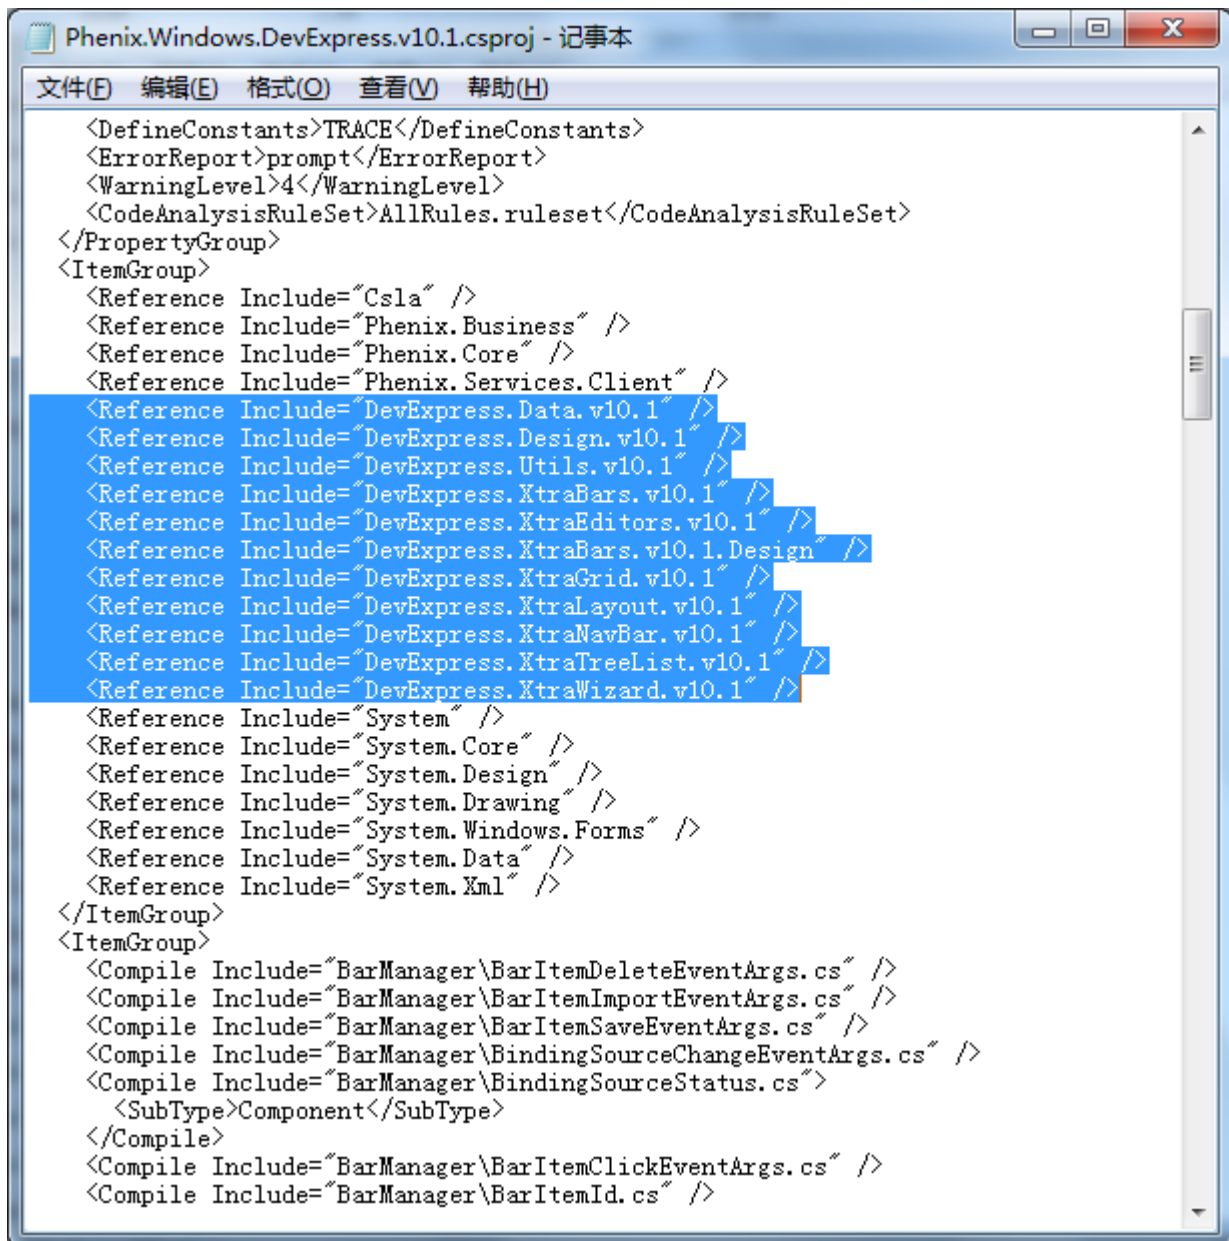 Phenix.Windows.DevExpress.v10.1.csproj - 记事本
文件(F) 编辑(E) 格式(O) 查看(V) 帮助(H)
<DefineConstants>TRACE</DefineConstants>
<ErrorReport>prompt</ErrorReport>
<WarningLevel>4</WarningLevel>
<CodeAnalysisRuleSet>AllRules.ruleset</CodeAnalysisRuleSet>
</PropertyGroup>
<ItemGroup>
<Reference Include="Csla" />
<Reference Include="Phenix.Business" />
<Reference Include="Phenix.Core" />
<Reference Include="Phenix.Services.Client" />
<Reference Include="DevExpress.Data.v10.1" />
<Reference Include="DevExpress.Design.v10.1" />
<Reference Include="DevExpress.Utils.v10.1" />
<Reference Include="DevExpress.XtraBars.v10.1" />
<Reference Include="DevExpress.XtraEditors.v10.1" />
<Reference Include="DevExpress.XtraBars.v10.1.Design" />
<Reference Include="DevExpress.XtraGrid.v10.1" />
<Reference Include="DevExpress.XtraLayout.v10.1" />
<Reference Include="DevExpress.XtraNavBar.v10.1" />
<Reference Include="DevExpress.XtraTreeList.v10.1" />
<Reference Include="DevExpress.XtraWizard.v10.1" />
<Reference Include="System" />
<Reference Include="System.Core" />
<Reference Include="System.Design" />
<Reference Include="System.Drawing" />
<Reference Include="System.Windows.Forms" />
<Reference Include="System.Data" />
<Reference Include="System.Xml" />
</ItemGroup>
<ItemGroup>
<Compile Include="BarManager\BarItemDeleteEventArgs.cs" />
<Compile Include="BarManager\BarItemImportEventArgs.cs" />
<Compile Include="BarManager\BarItemSaveEventArgs.cs" />
<Compile Include="BarManager\BindingSourceChangeEventArgs.cs" />
<Compile Include="BarManager\BindingSourceStatus.cs">
<SubType>Component</SubType>
</Compile>
<Compile Include="BarManager\BarItemClickEventArgs.cs" />
<Compile Include="BarManager\BarItemId.cs" />